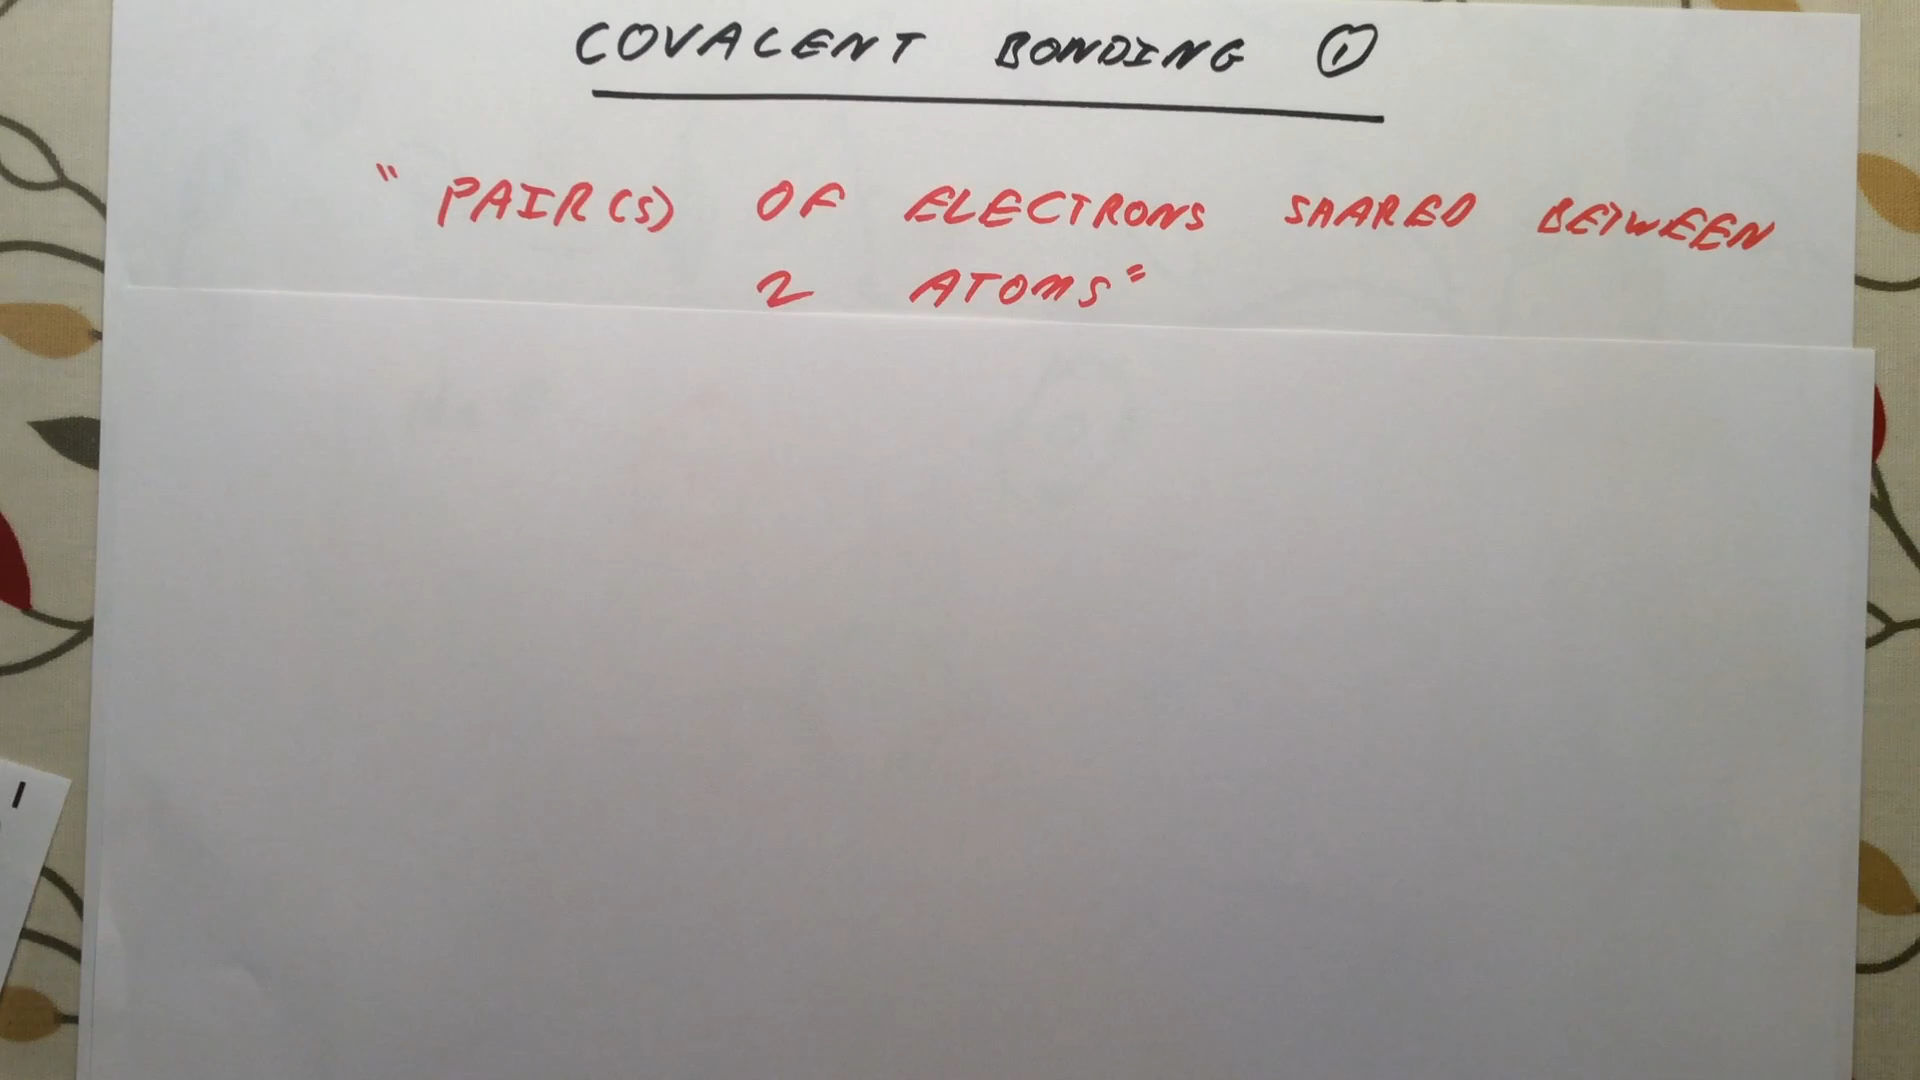 COVALENT BONDING ①
" PAIR(S) OF ELECTRONS SHARED BETWEEN
2 ATOMS"